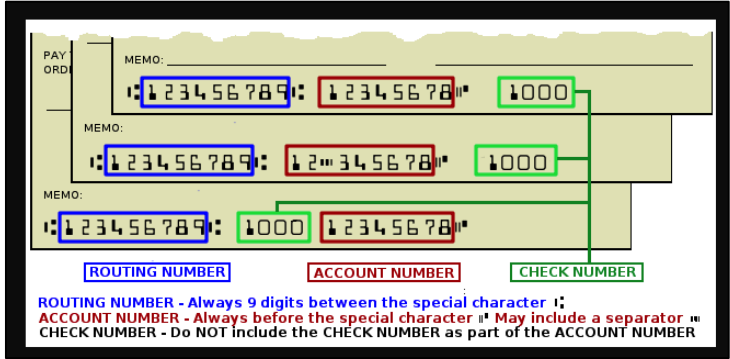 PAY
ORD
MEMO:
⑆123456789⑆ 12345678⑈ 1000
MEMO:
⑆123456789⑆ 12⑉345678⑈ 1000
MEMO:
⑆123456789⑆ 1000 12345678⑈
ROUTING NUMBER ACCOUNT NUMBER CHECK NUMBER
ROUTING NUMBER - Always 9 digits between the special character ⑆
ACCOUNT NUMBER - Always before the special character ⑈ May include a separator ⑉
CHECK NUMBER - Do NOT include the CHECK NUMBER as part of the ACCOUNT NUMBER